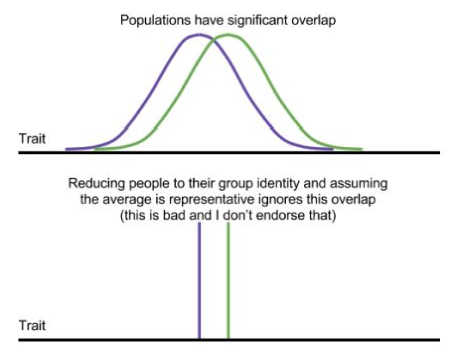 Populations have significant overlap
Trait
Reducing people to their group identity and assuming
the average is representative ignores this overlap
(this is bad and I don't endorse that)
Trait